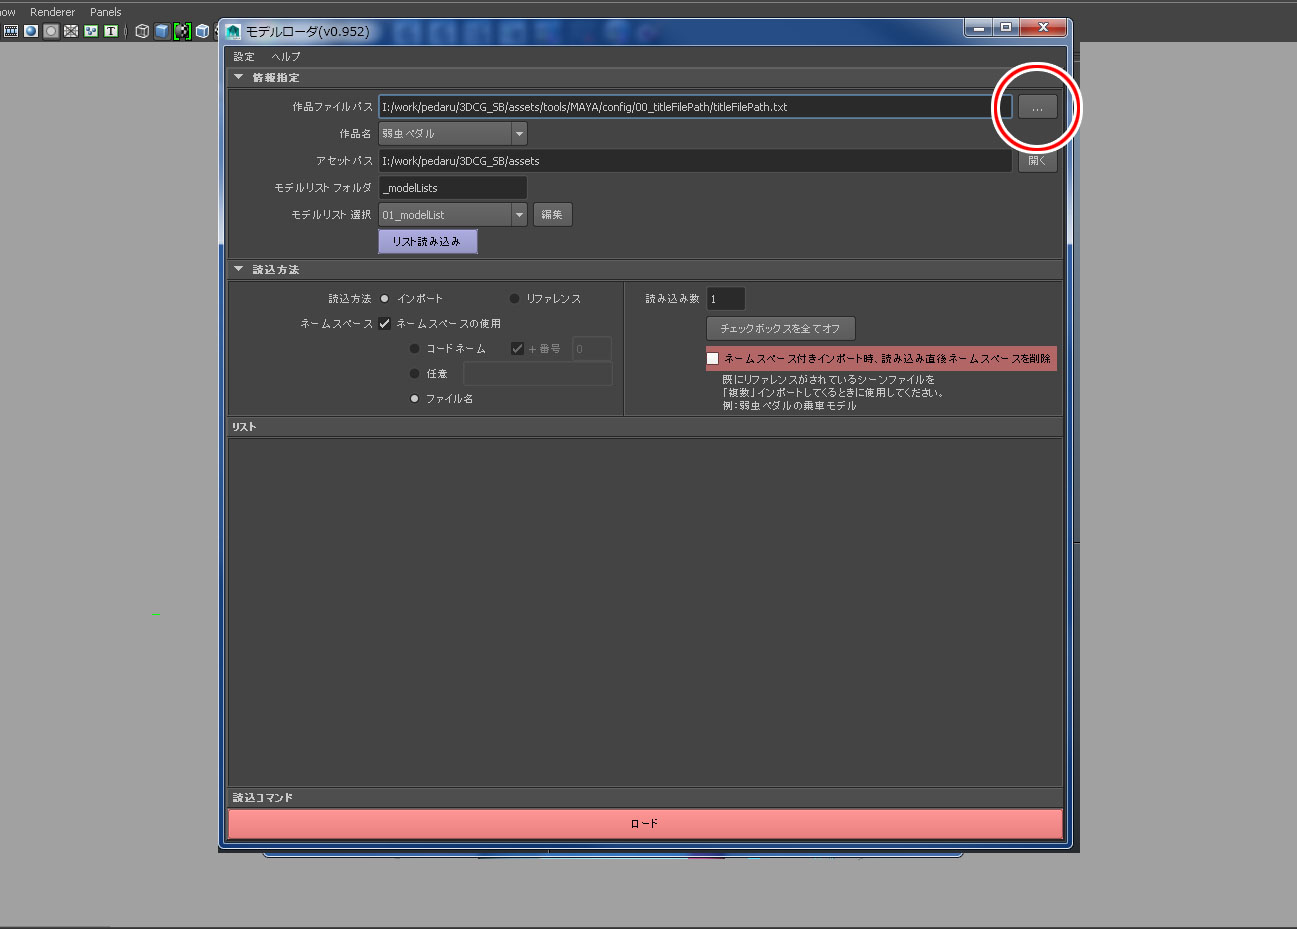 Renderer Panels
T
モデルローダ(v0.952)
設定 ヘルプ
情報指定
作品ファイルパス I:/work/pedaru/3DCG_SB/assets/tools/MAYA/config/00_titleFilePath/titleFilePath.txt ...
作品名 弱虫ペダル
アセットパス I:/work/pedaru/3DCG_SB/assets 開く
モデルリストフォルダ _modelLists
モデルリスト選択 01_modelList 編集
リスト読み込み
読込方法
読込方法 インポート リファレンス 読み込み数 1
ネームスペース ネームスペースの使用
チェックボックスを全てオフ
コードネーム +番号 0
ネームスペース付きインポート時、読み込み直後ネームスペースを削除
任意
既にリファレンスがされているシーンファイルを
「複数」インポートしてくるときに使用してください。
ファイル名
例:弱虫ペダルの乗車モデル
リスト
読込コマンド
ロード